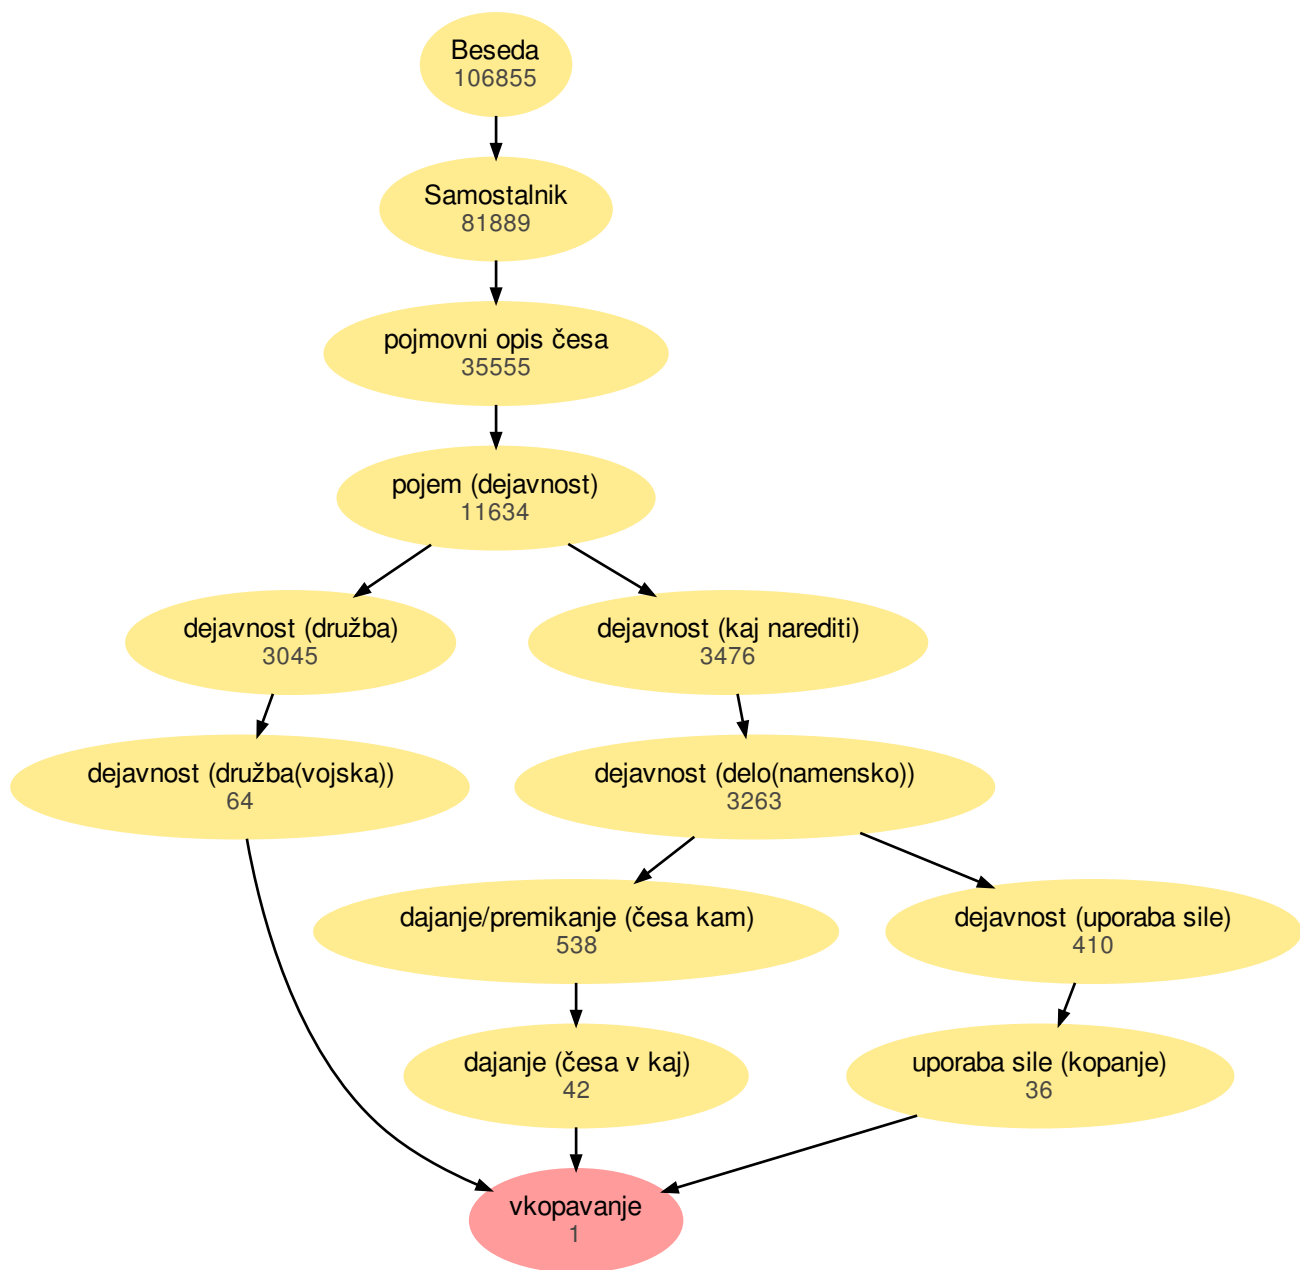 Beseda
106855
Samostalnik
81889
pojmovni opis česa
35555
pojem (dejavnost)
11634
dejavnost (družba)
3045
dejavnost (kaj narediti)
3476
dejavnost (družba(vojska))
64
dejavnost (delo(namensko))
3263
dajanje/premikanje (česa kam)
538
dejavnost (uporaba sile)
410
dajanje (česa v kaj)
42
uporaba sile (kopanje)
36
vkopavanje
1